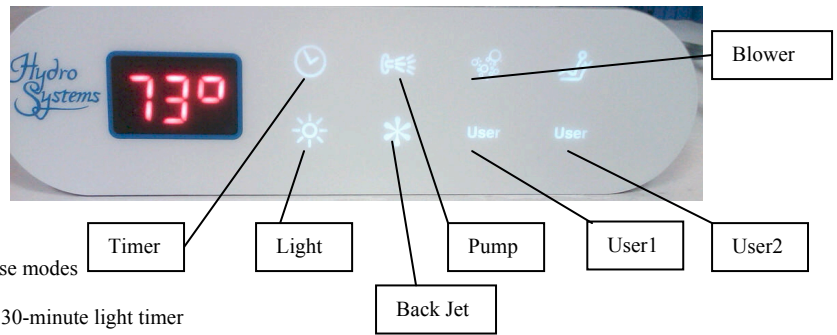 Hydro
Systems
73°
User
User
Blower
Timer
Light
Pump
User1
User2
se modes
Back Jet
30-minute light timer